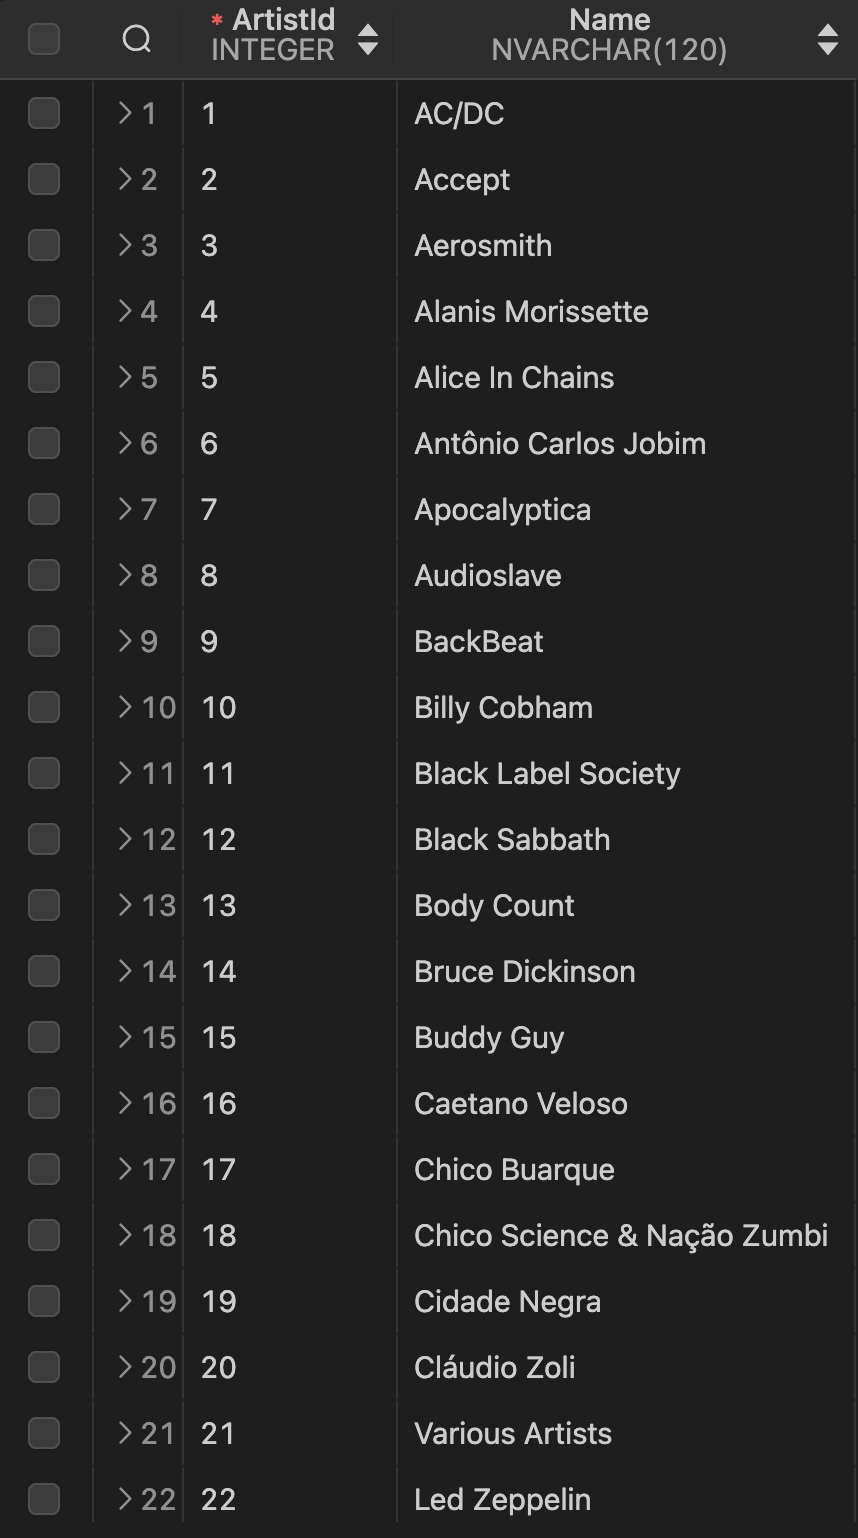 * ArtistId Name
INTEGER NVARCHAR(120)
> 1 1 AC/DC
> 2 2 Accept
> 3 3 Aerosmith
> 4 4 Alanis Morissette
> 5 5 Alice In Chains
> 6 6 Antônio Carlos Jobim
> 7 7 Apocalyptica
> 8 8 Audioslave
> 9 9 BackBeat
> 10 10 Billy Cobham
> 11 11 Black Label Society
> 12 12 Black Sabbath
> 13 13 Body Count
> 14 14 Bruce Dickinson
> 15 15 Buddy Guy
> 16 16 Caetano Veloso
> 17 17 Chico Buarque
> 18 18 Chico Science & Nação Zumbi
> 19 19 Cidade Negra
> 20 20 Cláudio Zoli
> 21 21 Various Artists
> 22 22 Led Zeppelin